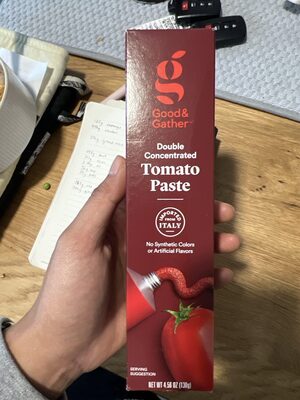 g
Good &
Gather™
Double
Concentrated
Tomato
Paste
IMPORTED
FROM
ITALY
No Synthetic Colors
or Artificial Flavors
SERVING
SUGGESTION
NET WT 4.56 OZ (130g)